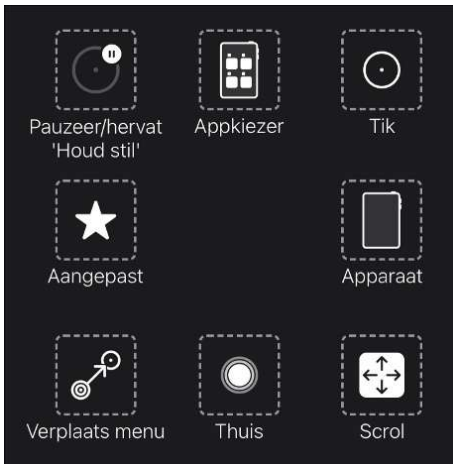 Pauzeer/hervat Appkiezer Tik
'Houd stil'
Aangepast Apparaat
Verplaats menu Thuis Scrol